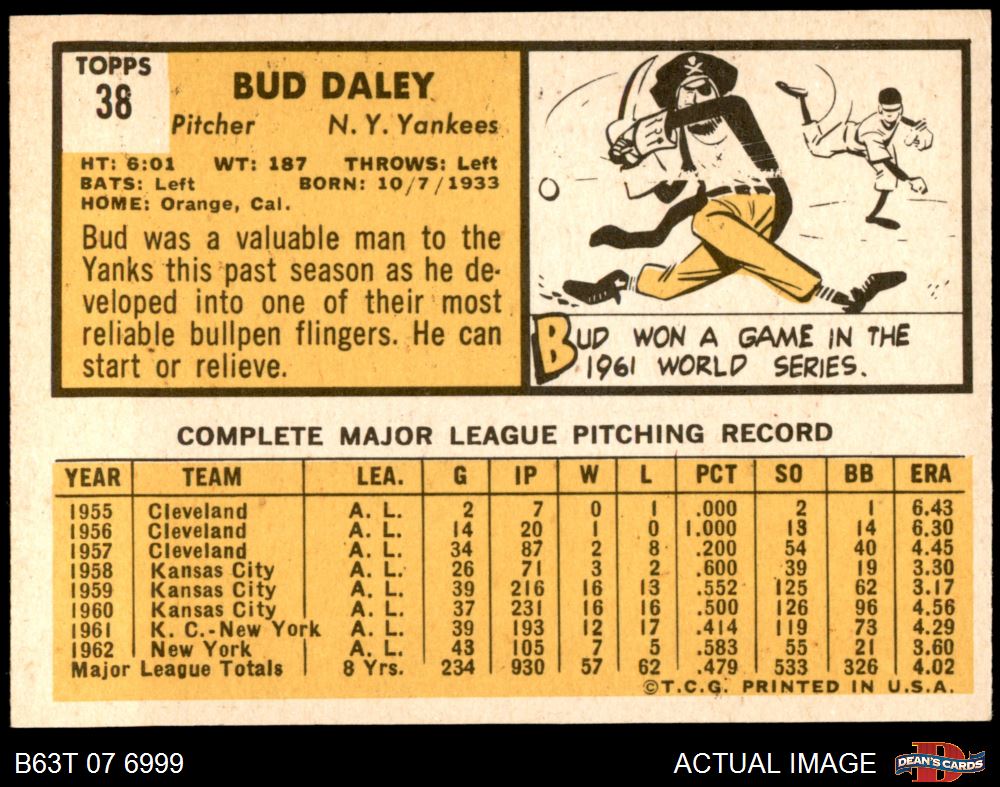 TOPPS
38
BUD DALEY
Pitcher N. Y. Yankees
HT: 6:01 WT: 187 THROWS: Left
BATS: Left BORN: 10/7/1933
HOME: Orange, Cal.
Bud was a valuable man to the
Yanks this past season as he de-
veloped into one of their most
reliable bullpen flingers. He can
start or relieve.
BUD WON A GAME IN THE
1961 WORLD SERIES.
COMPLETE MAJOR LEAGUE PITCHING RECORD
YEAR TEAM LEA. G IP W L PCT SO BB ERA
1955 Cleveland A. L. 2 7 0 1 .000 2 1 6.43
1956 Cleveland A. L. 14 20 1 0 1.000 13 14 6.30
1957 Cleveland A. L. 34 87 2 8 .200 54 40 4.45
1958 Kansas City A. L. 26 71 3 2 .600 39 19 3.30
1959 Kansas City A. L. 39 216 16 13 .552 125 62 3.17
1960 Kansas City A. L. 37 231 16 16 .500 126 96 4.56
1961 K. C.-New York A. L. 39 193 12 17 .414 119 73 4.29
1962 New York A. L. 43 105 7 5 .583 55 21 3.60
Major League Totals 8 Yrs. 234 930 57 62 .479 533 326 4.02
©T.C.G. PRINTED IN U.S.A.
B63T 07 6999 ACTUAL IMAGE DEAN'S CARDS